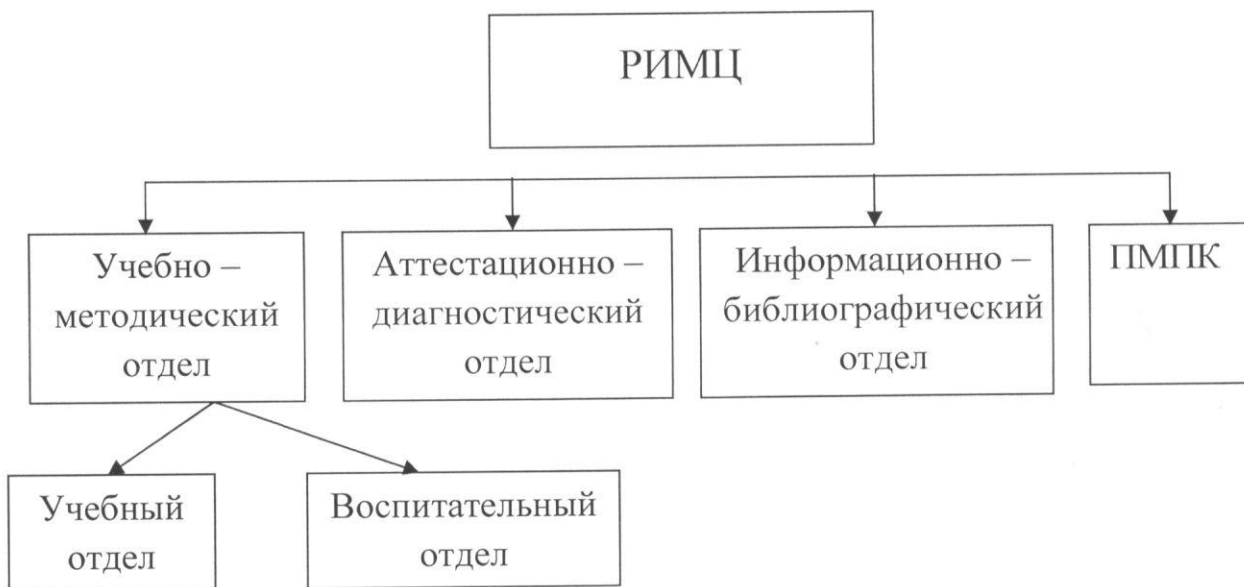 РИМЦ
Учебно –
методический
отдел
Аттестационно –
диагностический
отдел
Информационно –
библиографический
отдел
ПМПК
Учебный
отдел
Воспитательный
отдел